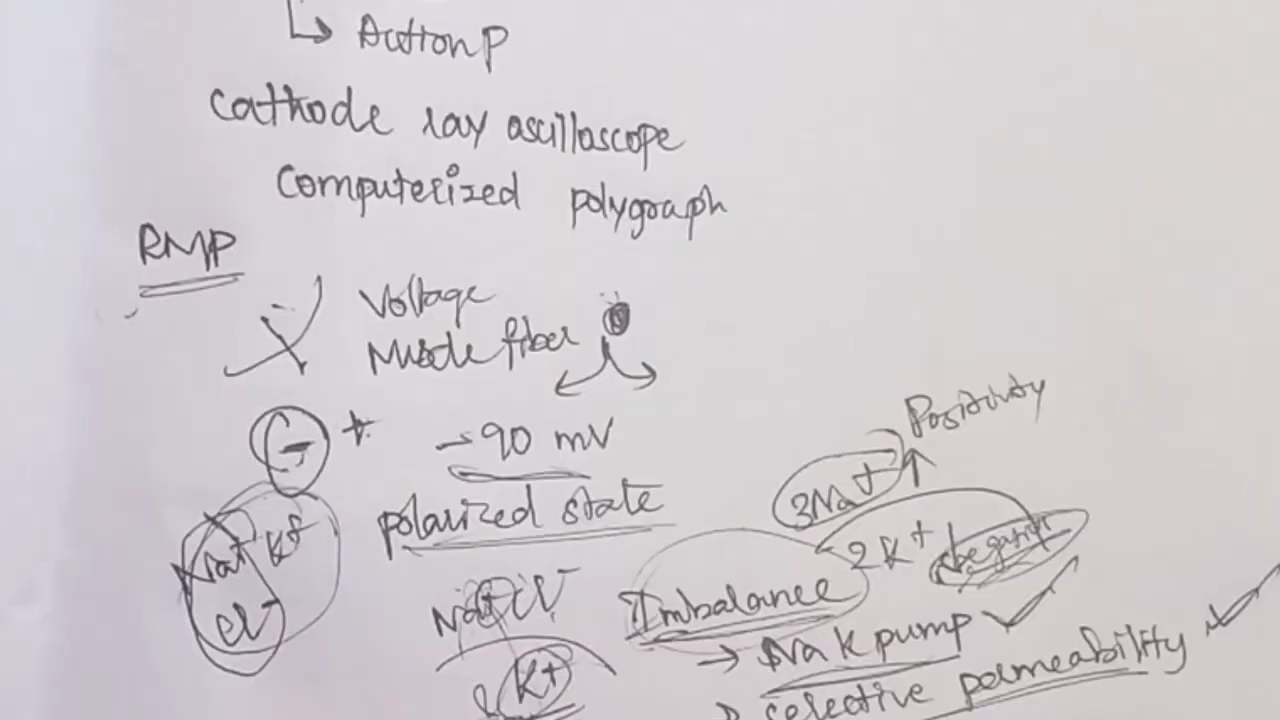 ↳ Action P
cathode ray oscilloscope
computerized polygraph
RMP
Voltage
Muscle fiber
- +
-90 mV
Positivity
3Na+
polarized state
2K+ Negativ
Na+ K+
Cl-
Na+ Cl-
K+
Imbalance
→ Na K pump ✓
→ selective permeability ✓